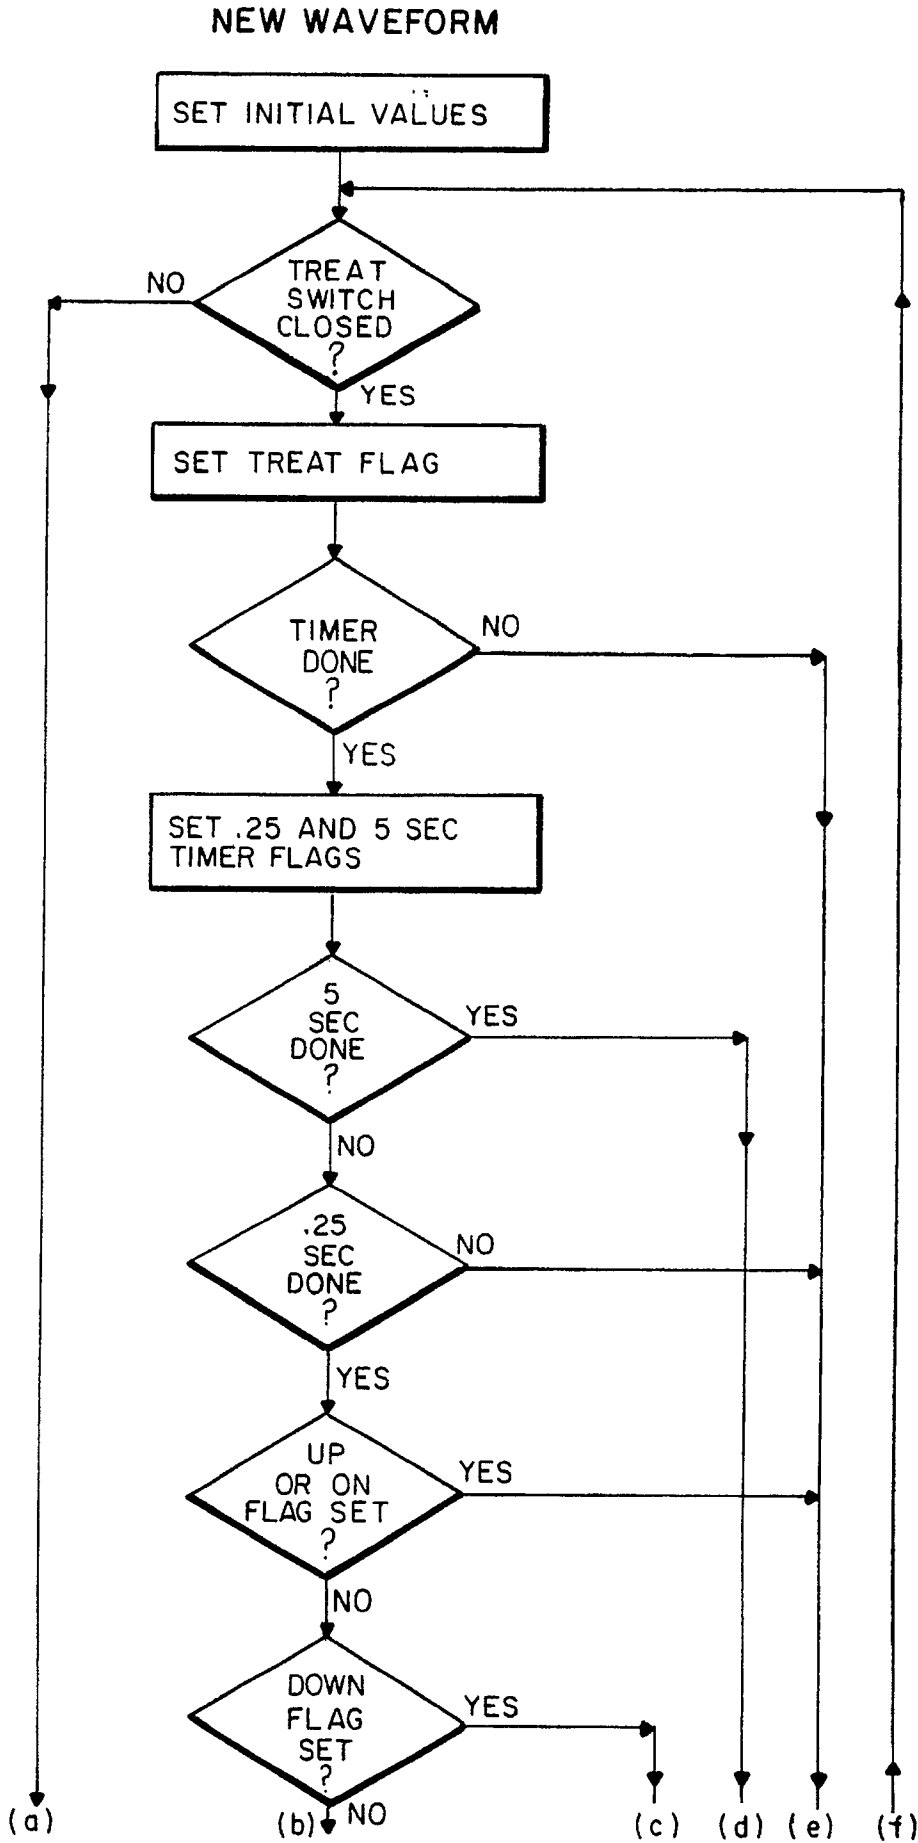 NEW WAVEFORM
SET INITIAL VALUES
TREAT
SWITCH
CLOSED
?
NO
YES
SET TREAT FLAG
TIMER
DONE
?
NO
YES
SET .25 AND 5 SEC
TIMER FLAGS
5
SEC
DONE
?
YES
NO
.25
SEC
DONE
?
NO
YES
UP
OR ON
FLAG SET
?
YES
NO
DOWN
FLAG
SET
?
YES
NO
(a)
(b)
(c)
(d)
(e)
(f)